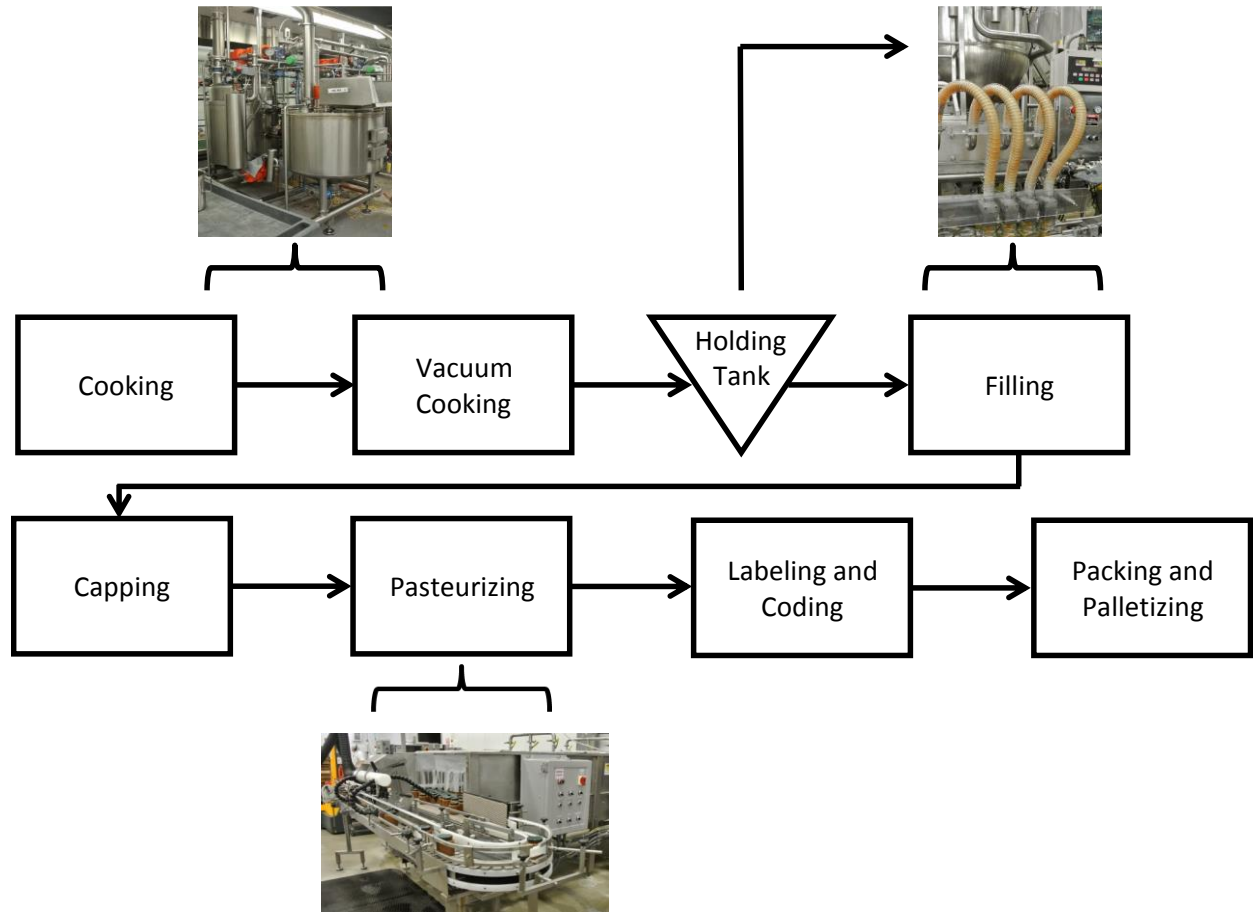 Cooking
Vacuum
Cooking
Holding
Tank
Filling
Capping
Pasteurizing
Labeling and
Coding
Packing and
Palletizing